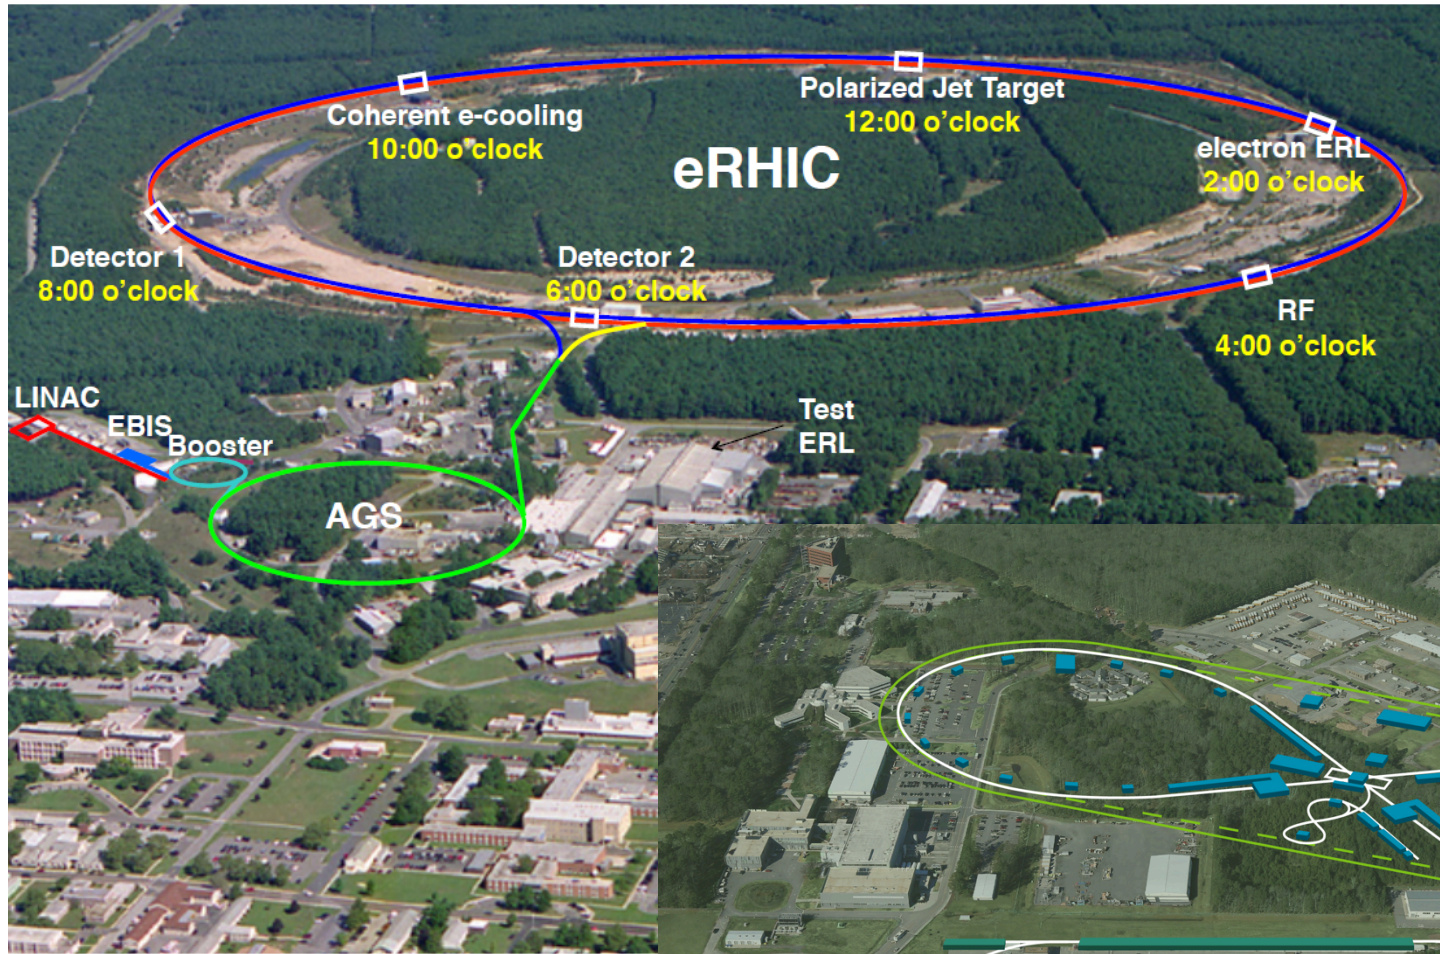 Coherent e-cooling
10:00 o'clock
Polarized Jet Target
12:00 o'clock
eRHIC
electron ERL
2:00 o'clock
Detector 1
8:00 o'clock
Detector 2
6:00 o'clock
RF
4:00 o'clock
LINAC
EBIS
Booster
Test
ERL
AGS